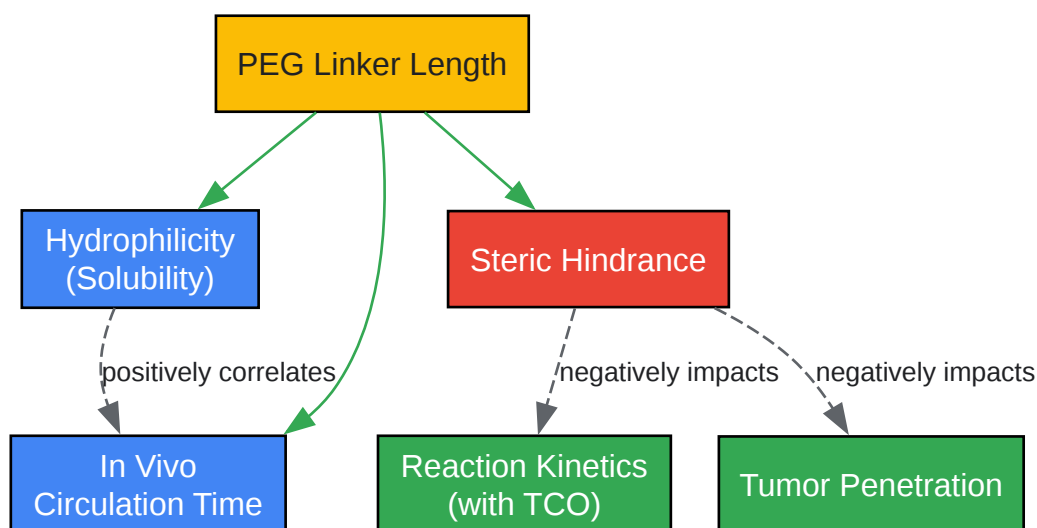 PEG Linker Length
Hydrophilicity
(Solubility)
Steric Hindrance
positively correlates
negatively impacts
negatively impacts
In Vivo
Circulation Time
Reaction Kinetics
(with TCO)
Tumor Penetration